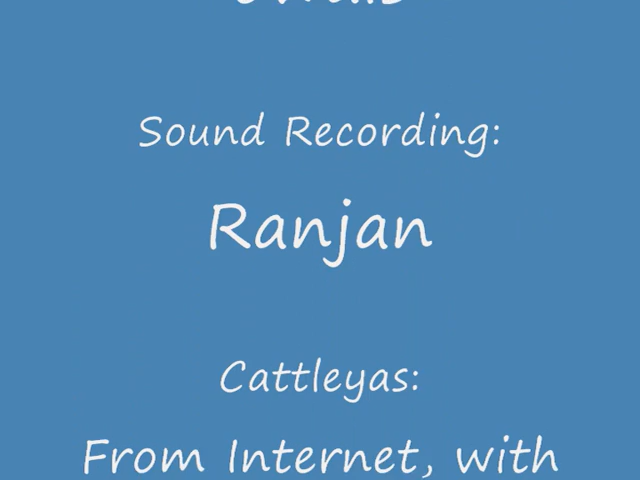 Sound Recording:
Ranjan
Cattleyas:
From Internet, with